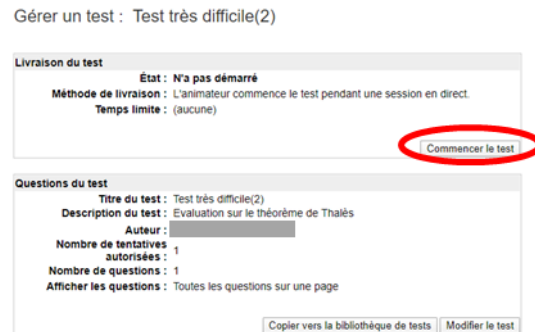 Gérer un test : Test très difficile(2)
Livraison du test
État : N'a pas démarré
Méthode de livraison : L'animateur commence le test pendant une session en direct.
Temps limite : (aucune)
Commencer le test
Questions du test
Titre du test : Test très difficile(2)
Description du test : Evaluation sur le théorème de Thalès
Auteur :
Nombre de tentatives autorisées : 1
Nombre de questions : 1
Afficher les questions : Toutes les questions sur une page
Copier vers la bibliothèque de tests Modifier le test